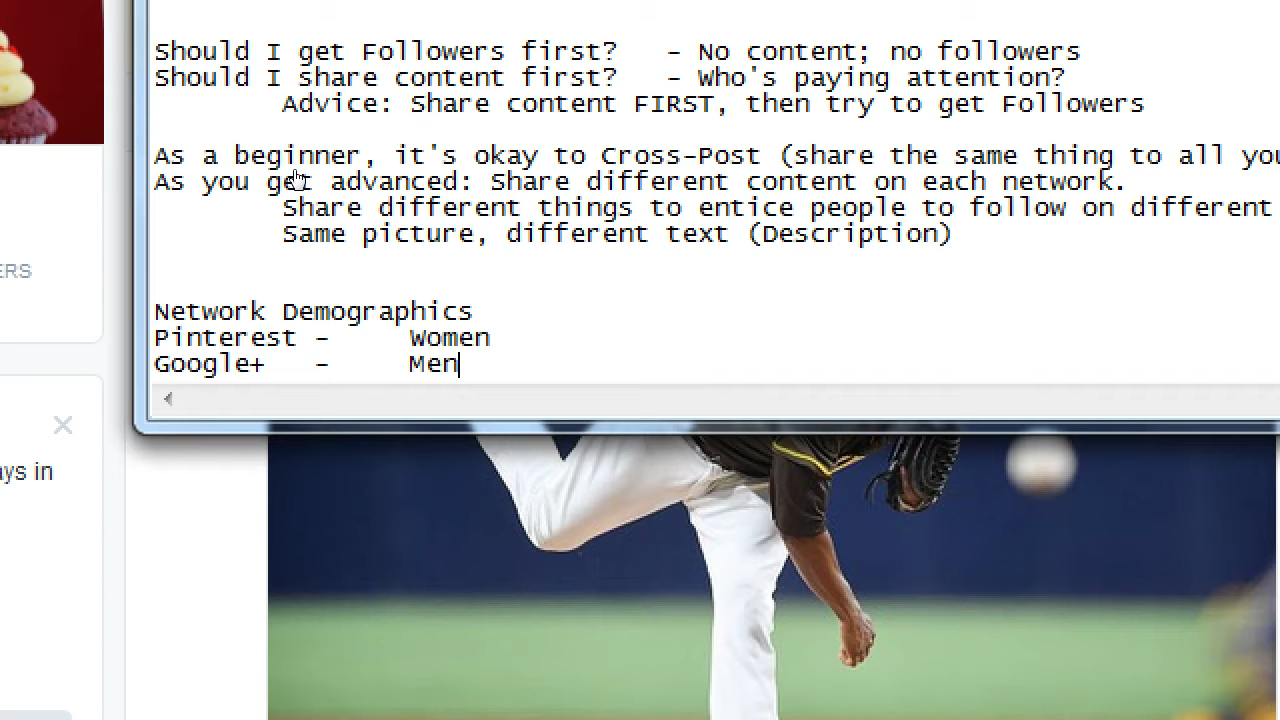 Should I get Followers first?   - No content; no followers
Should I share content first?   - Who's paying attention?
Advice: Share content FIRST, then try to get Followers
As a beginner, it's okay to Cross-Post (share the same thing to all
As you get advanced: Share different content on each network.
Share different things to entice people to follow on different
Same picture, different text (Description)
ERS
Network Demographics
Pinterest -     Women
Google+   -     Men
in